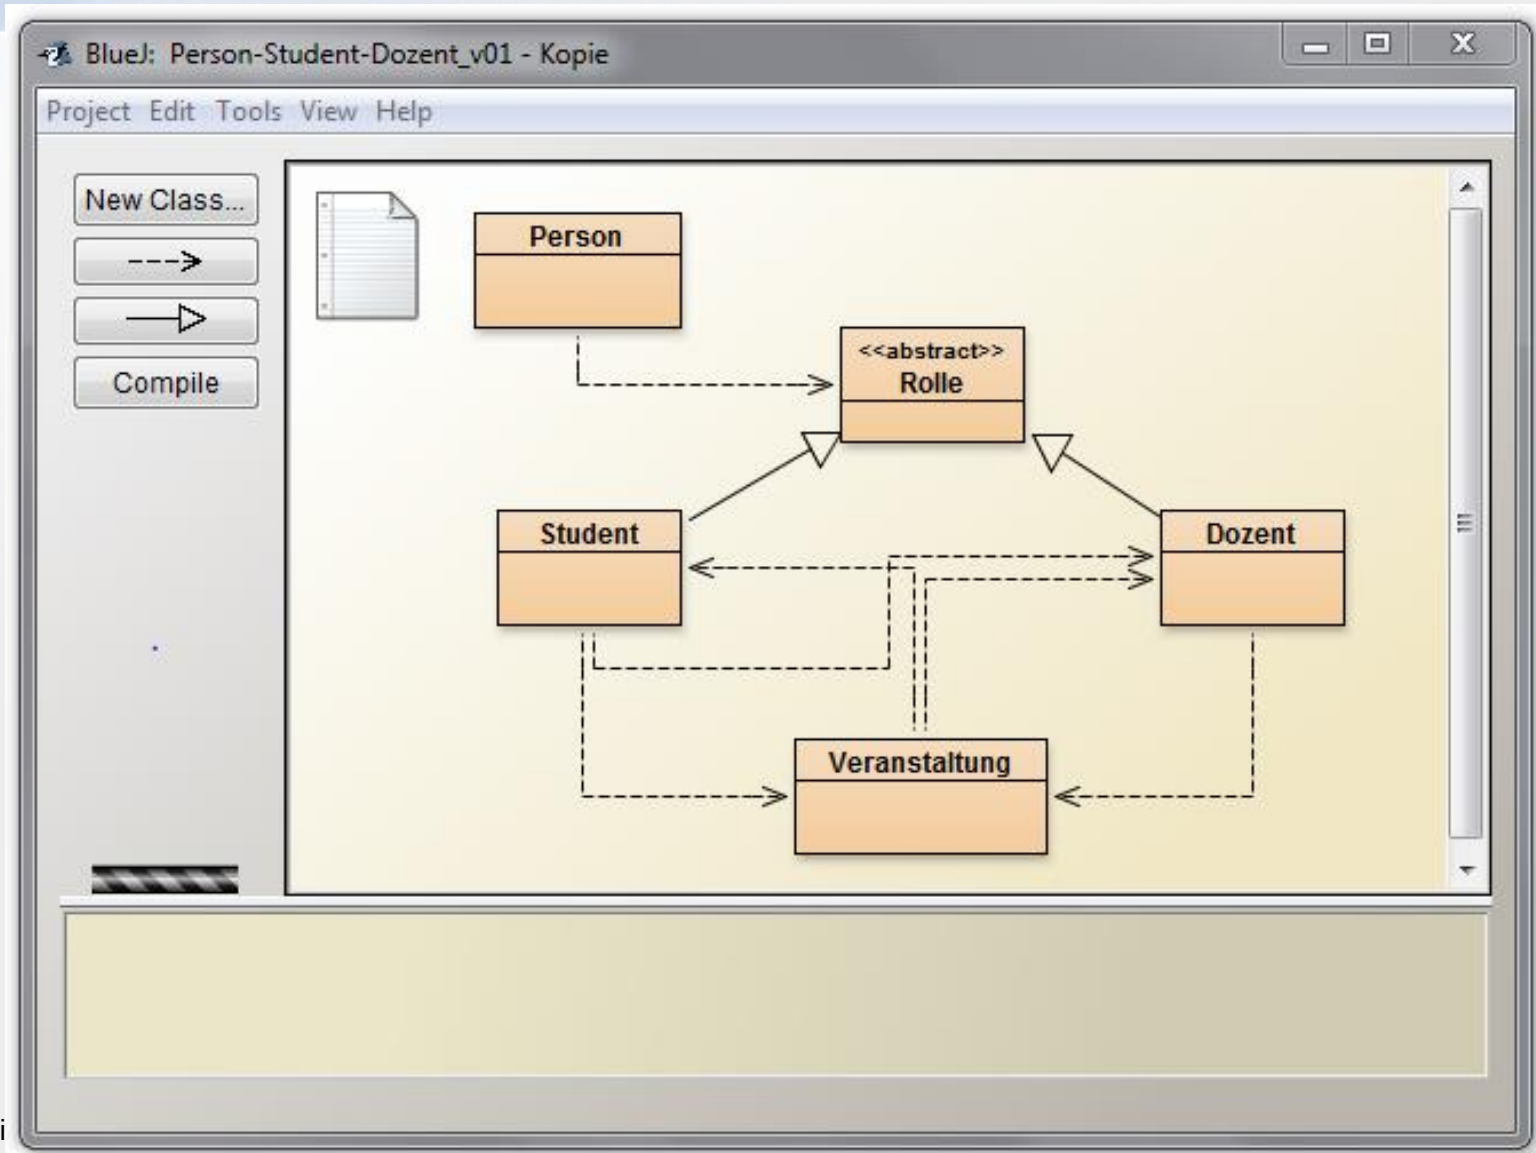 BlueJ: Person-Student-Dozent_v01 - Kopie
Project Edit Tools View Help
New Class...
Compile
Person
<<abstract>>
Rolle
Student
Dozent
Veranstaltung
i